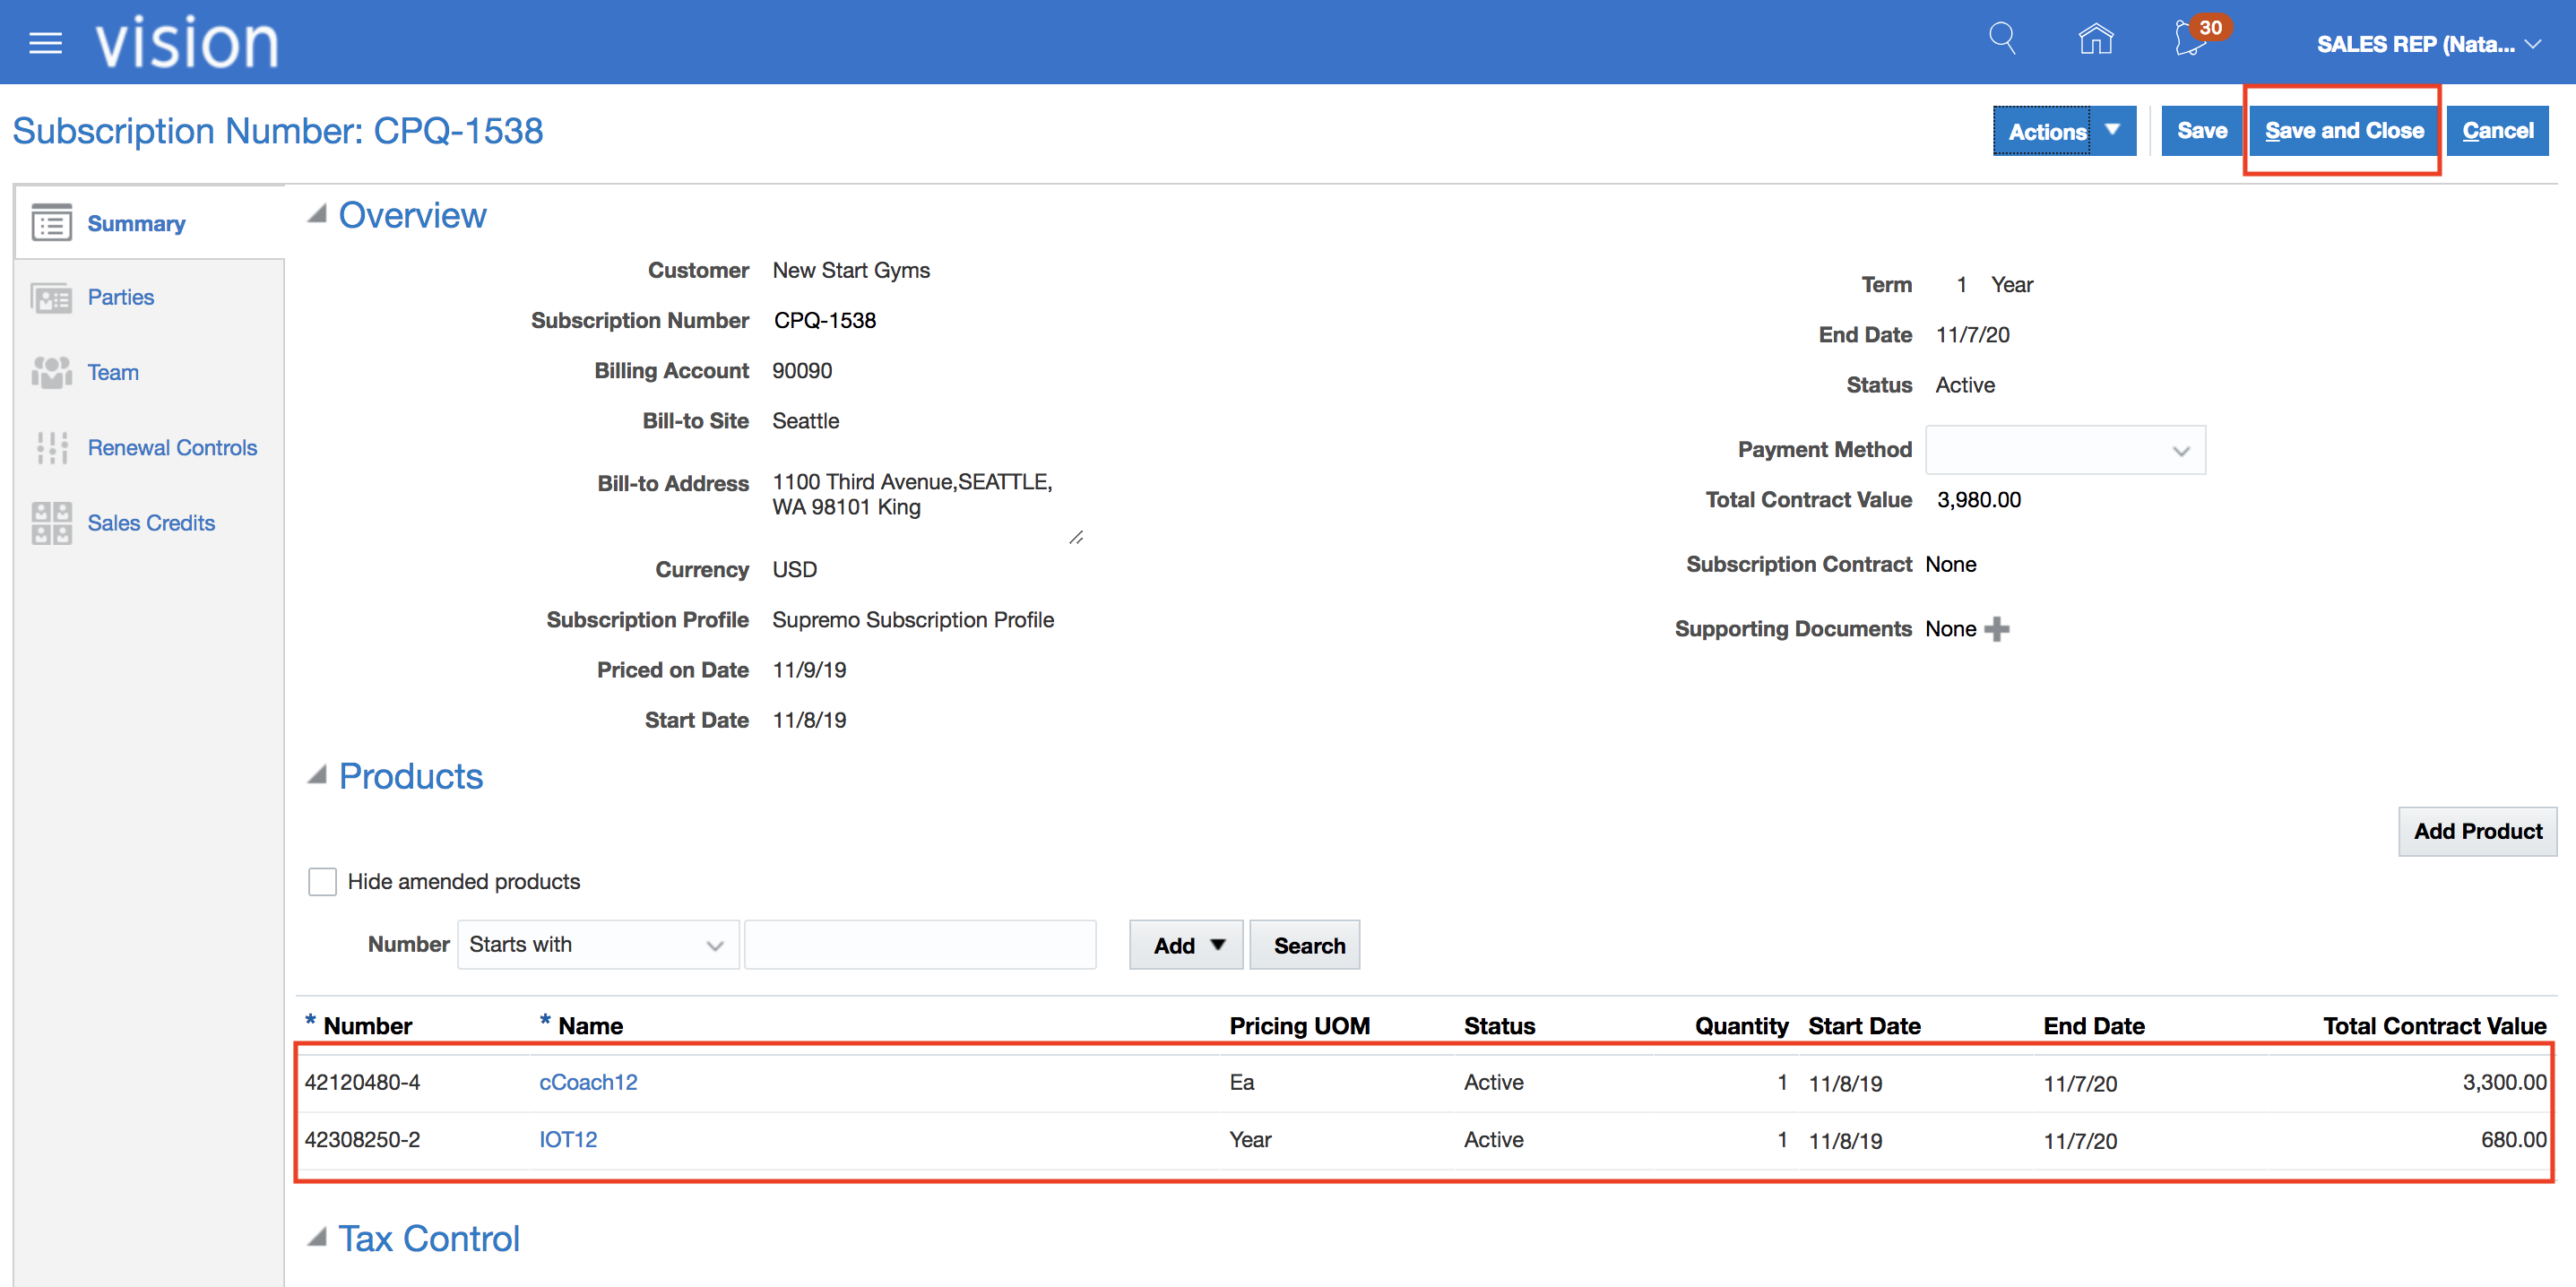 vision
30
SALES REP (Nata...
Subscription Number: CPQ-1538
Actions
Save
Save and Close
Cancel
Summary
Parties
Team
Renewal Controls
Sales Credits
Overview
Customer New Start Gyms
Subscription Number CPQ-1538
Billing Account 90090
Bill-to Site Seattle
Bill-to Address 1100 Third Avenue,SEATTLE,
WA 98101 King
Currency USD
Subscription Profile Supremo Subscription Profile
Priced on Date 11/9/19
Start Date 11/8/19
Term 1 Year
End Date 11/7/20
Status Active
Payment Method
Total Contract Value 3,980.00
Subscription Contract None
Supporting Documents None
Products
Add Product
Hide amended products
Number Starts with Add Search
* Number * Name Pricing UOM Status Quantity Start Date End Date Total Contract Value
42120480-4 cCoach12 Ea Active 1 11/8/19 11/7/20 3,300.00
42308250-2 IOT12 Year Active 1 11/8/19 11/7/20 680.00
Tax Control